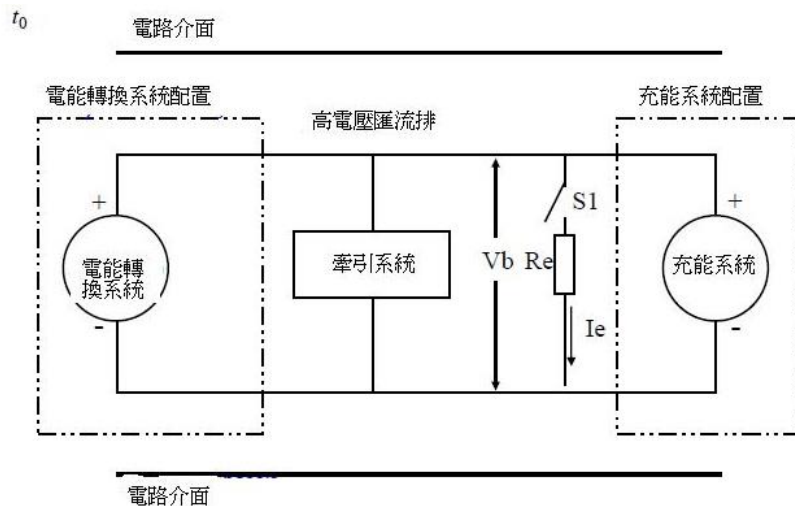 t0
電路介面
電能轉換系統配置
充能系統配置
高電壓匯流排
+
電能轉
換系統
-
牽引系統
Vb
S1
Re
Ie
+
充能系統
-
電路介面